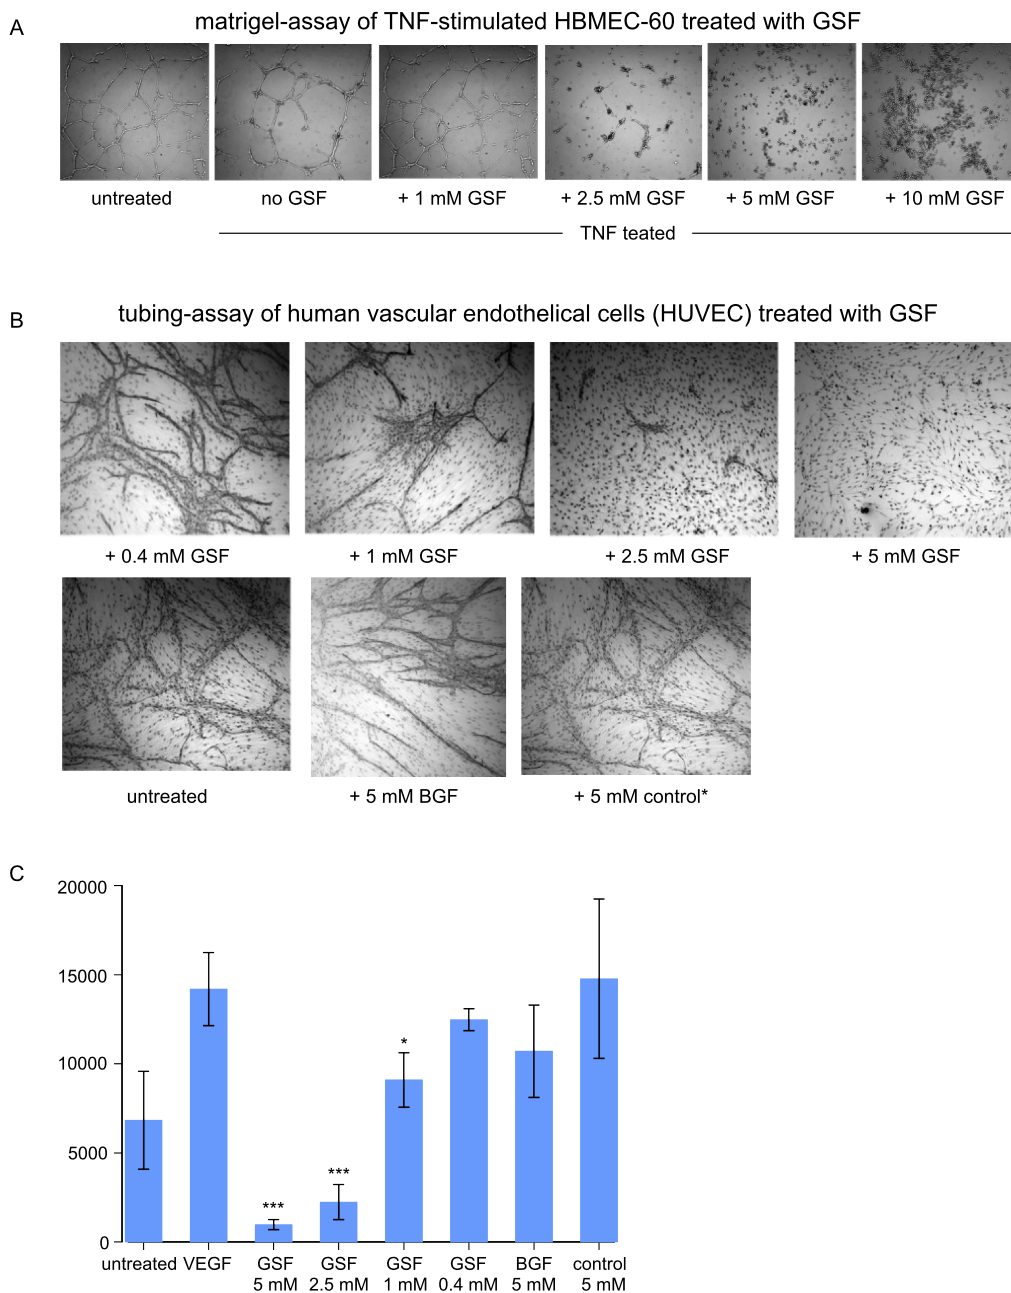 A
matrigel-assay of TNF-stimulated HBMEC-60 treated with GSF
untreated
no GSF
+ 1 mM GSF
+ 2.5 mM GSF
+ 5 mM GSF
+ 10 mM GSF
TNF teated
B
tubing-assay of human vascular endothelical cells (HUVEC) treated with GSF
+ 0.4 mM GSF
+ 1 mM GSF
+ 2.5 mM GSF
+ 5 mM GSF
untreated
+ 5 mM BGF
+ 5 mM control*
C
20000
15000
10000
5000
0
***
***
*
untreated
VEGF
GSF
5 mM
GSF
2.5 mM
GSF
1 mM
GSF
0.4 mM
BGF
5 mM
control
5 mM